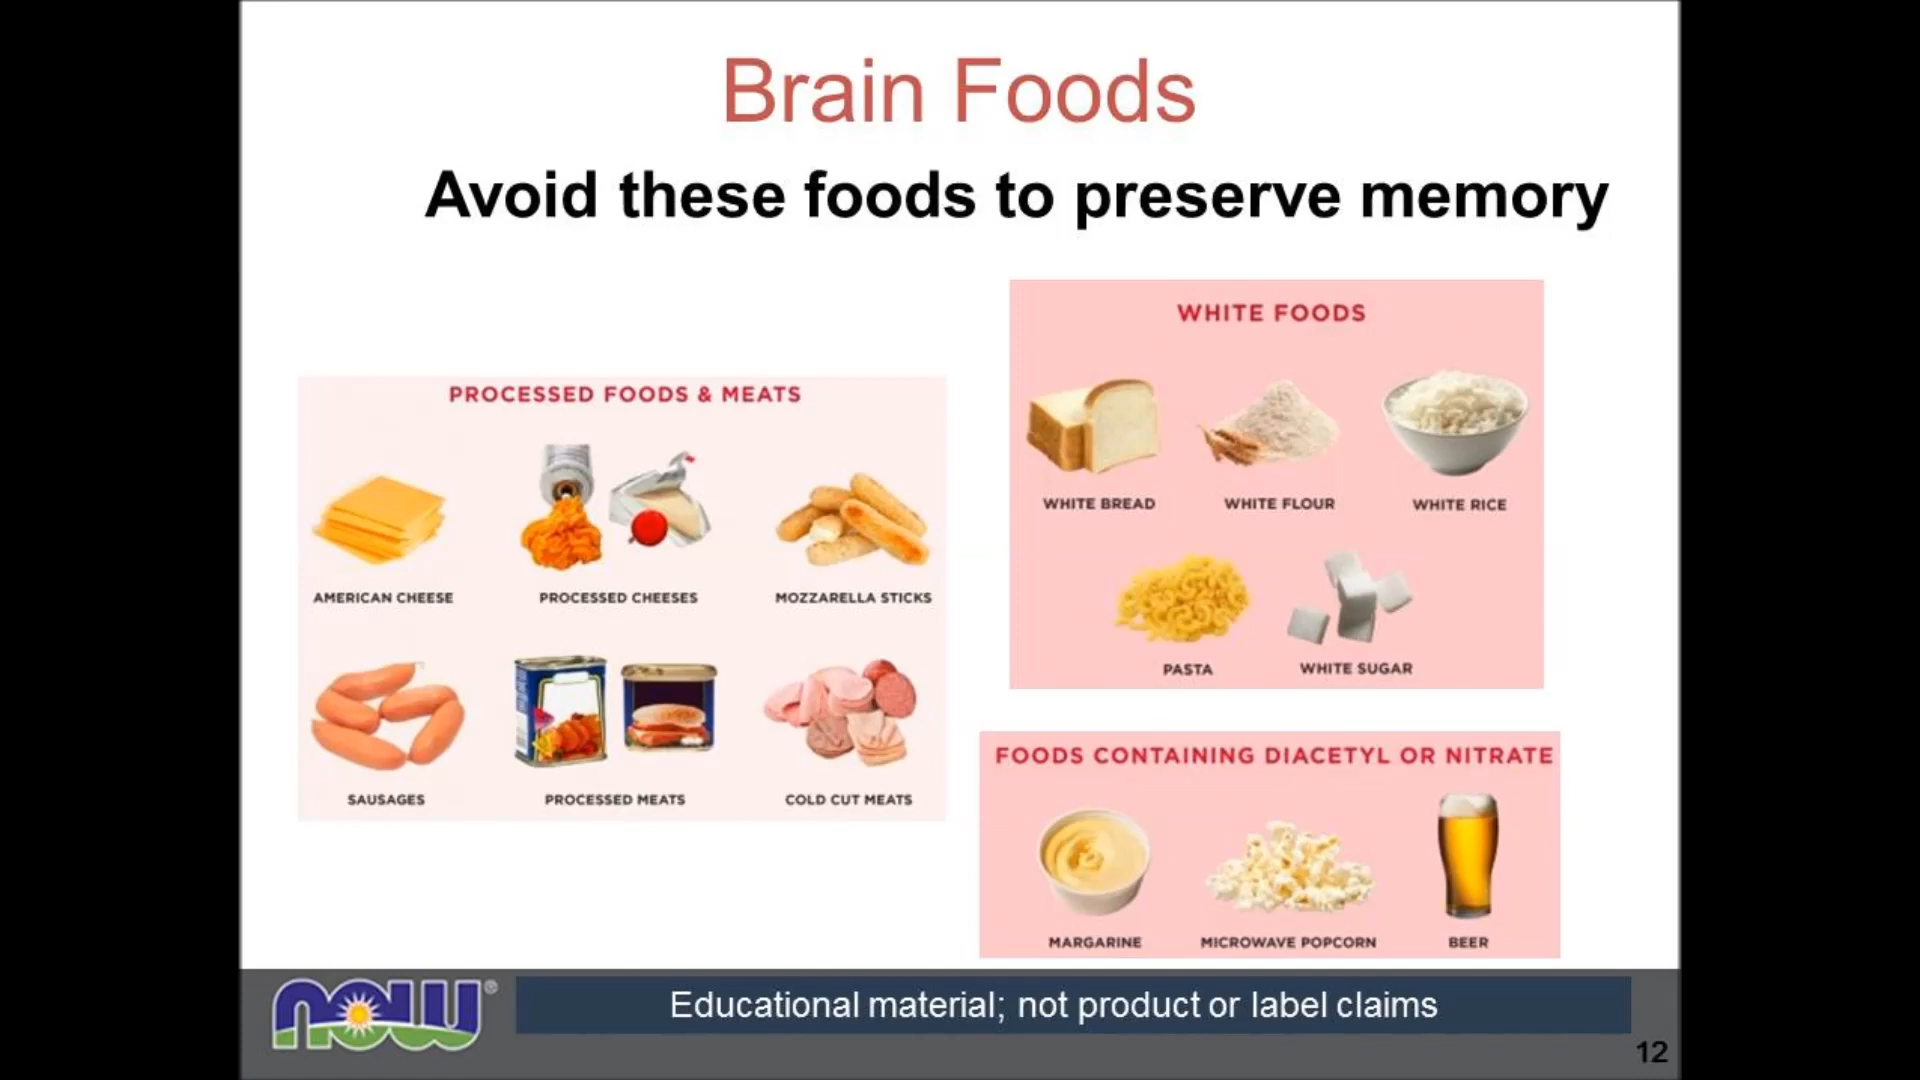 Brain Foods
Avoid these foods to preserve memory
PROCESSED FOODS & MEATS
AMERICAN CHEESE
PROCESSED CHEESES
MOZZARELLA STICKS
SAUSAGES
PROCESSED MEATS
COLD CUT MEATS
WHITE FOODS
WHITE BREAD
WHITE FLOUR
WHITE RICE
PASTA
WHITE SUGAR
FOODS CONTAINING DIACETYL OR NITRATE
MARGARINE
MICROWAVE POPCORN
BEER
now®
Educational material; not product or label claims
12